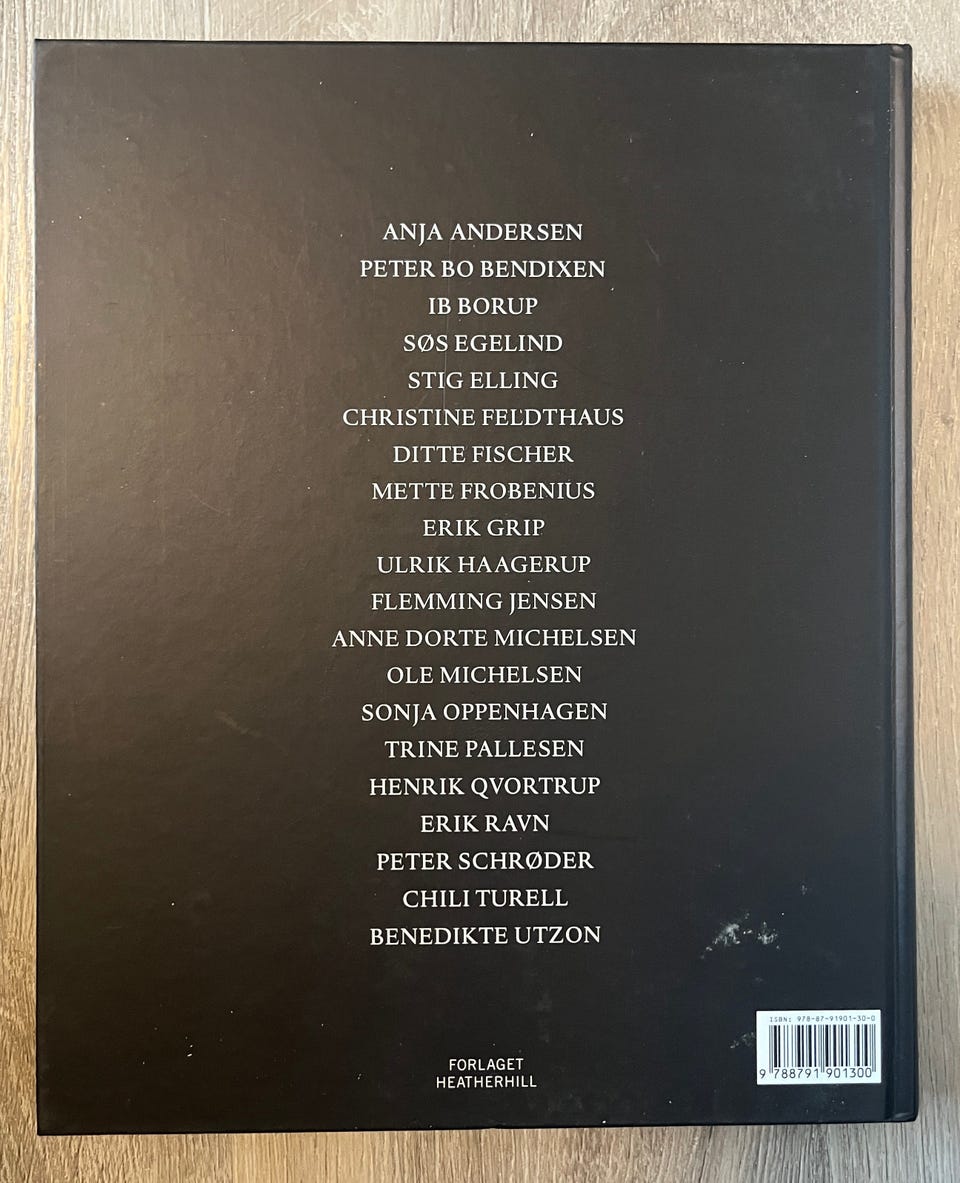 ANJA ANDERSEN
PETER BO BENDIXEN
IB BORUP
SØS EGELIND
STIG ELLING
CHRISTINE FELDTHAUS
DITTE FISCHER
METTE FROBENIUS
ERIK GRIP
ULRIK HAAGERUP
FLEMMING JENSEN
ANNE DORTE MICHELSEN
OLE MICHELSEN
SONJA OPPENHAGEN
TRINE PALLESEN
HENRIK QVORTRUP
ERIK RAVN
PETER SCHRØDER
CHILI TURELL
BENEDIKTE UTZON
ISBN: 978-87-91901-30-0
9 788791 901300
FORLAGET
HEATHERHILL